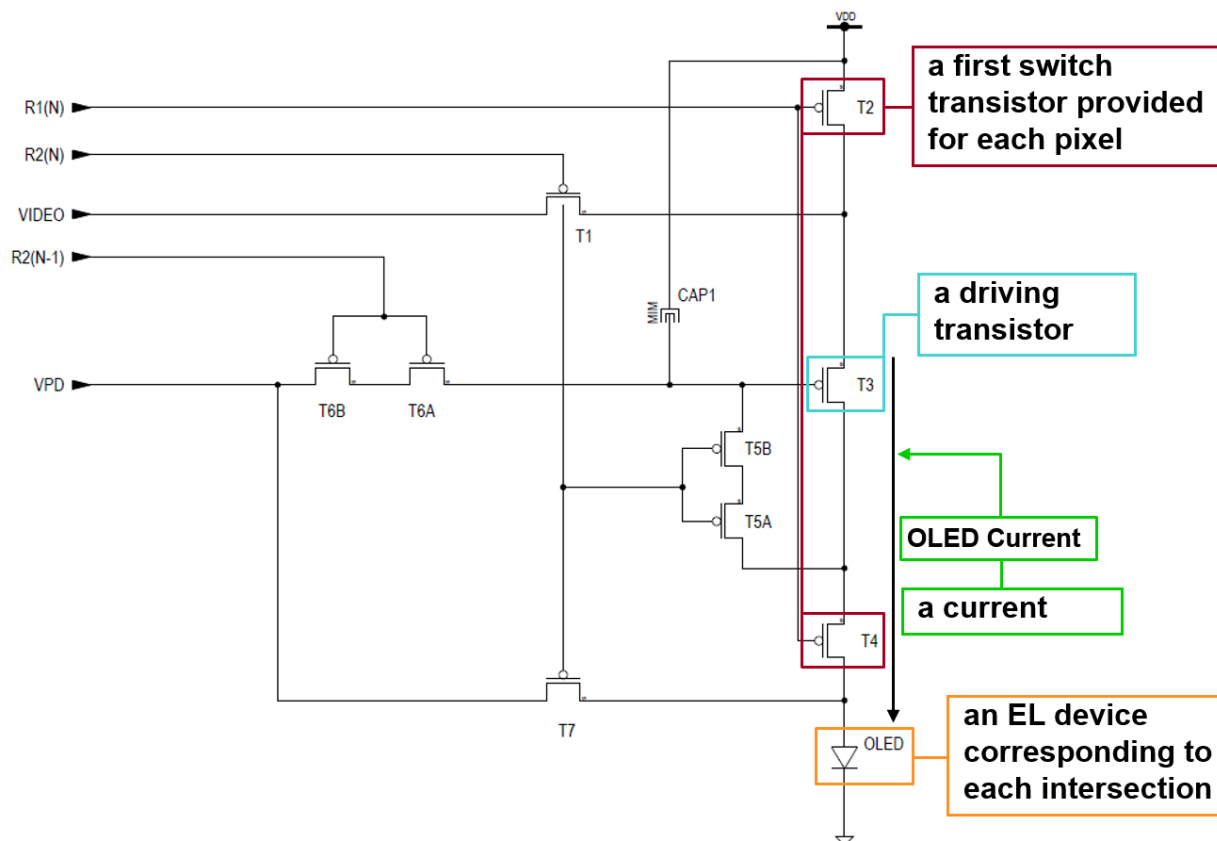 VDD
a first switch
transistor provided
for each pixel
T2
R1(N)
R2(N)
VIDEO
T1
R2(N-1)
MIM
CAP1
a driving
transistor
VPD
T6B
T6A
T3
T5B
T5A
OLED Current
a current
T4
T7
OLED
an EL device
corresponding to
each intersection